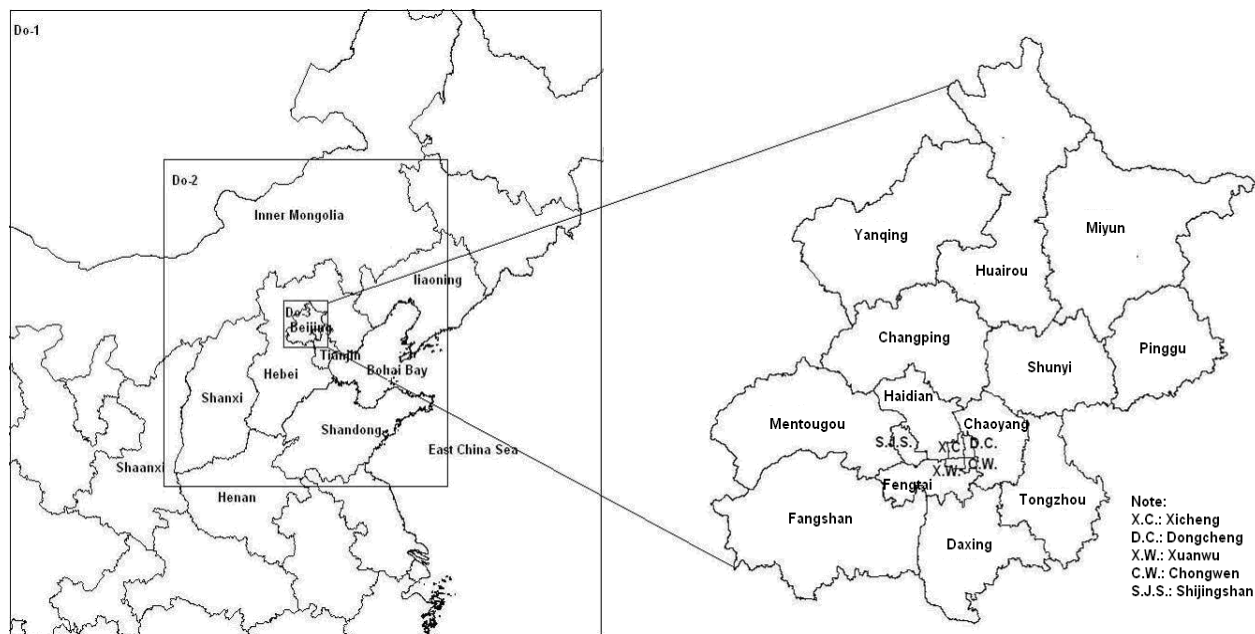 Do-1
Do-2
Inner Mongolia
liaoning
Do-3
Beijing
Tianjin
Hebei
Bohai Bay
Shanxi
Shandong
East China Sea
Shaanxi
Henan
Yanqing
Miyun
Huairou
Changping
Shunyi
Pinggu
Haidian
Mentougou
Chaoyang
S.J.S.
X.C.
D.C.
X.W.
C.W.
Fengtai
Fangshan
Tongzhou
Daxing
Note:
X.C.: Xicheng
D.C.: Dongcheng
X.W.: Xuanwu
C.W.: Chongwen
S.J.S.: Shijingshan